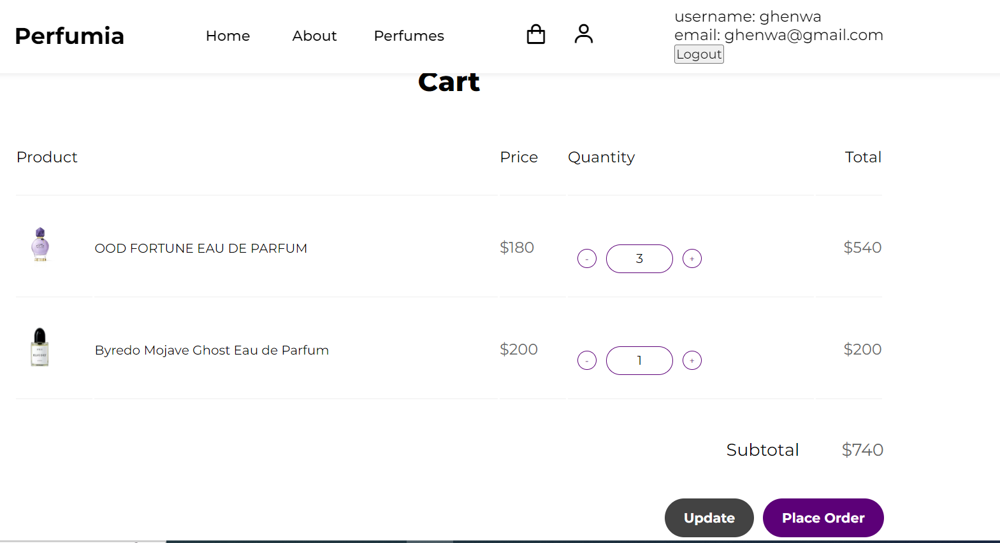 Perfumia
Home
About
Perfumes
username: ghenwa
email: ghenwa@gmail.com
Logout
Cart
Product
Price
Quantity
Total
OOD FORTUNE EAU DE PARFUM
$180
-
3
+
$540
Byredo Mojave Ghost Eau de Parfum
$200
-
1
+
$200
Subtotal
$740
Update
Place Order